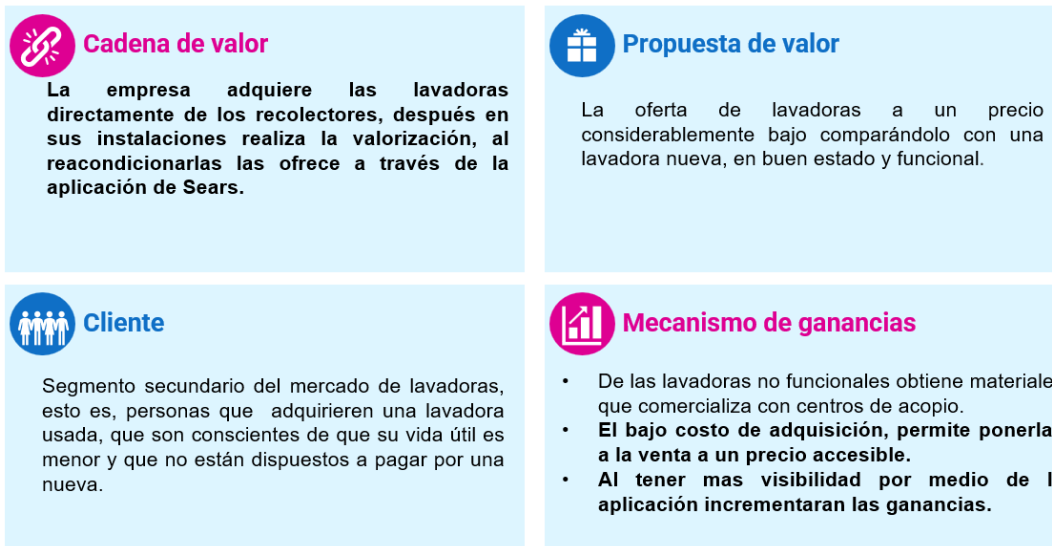 Cadena de valor
La empresa adquiere las lavadoras
directamente de los recolectores, después en
sus instalaciones realiza la valorización, al
reacondicionarlas las ofrece a través de la
aplicación de Sears.
Propuesta de valor
La oferta de lavadoras a un precio
considerablemente bajo comparándolo con una
lavadora nueva, en buen estado y funcional.
Cliente
Segmento secundario del mercado de lavadoras,
esto es, personas que adquirieren una lavadora
usada, que son conscientes de que su vida útil es
menor y que no están dispuestos a pagar por una
nueva.
Mecanismo de ganancias
• De las lavadoras no funcionales obtiene materiale
que comercializa con centros de acopio.
• El bajo costo de adquisición, permite ponerla
a la venta a un precio accesible.
• Al tener mas visibilidad por medio de l
aplicación incrementaran las ganancias.